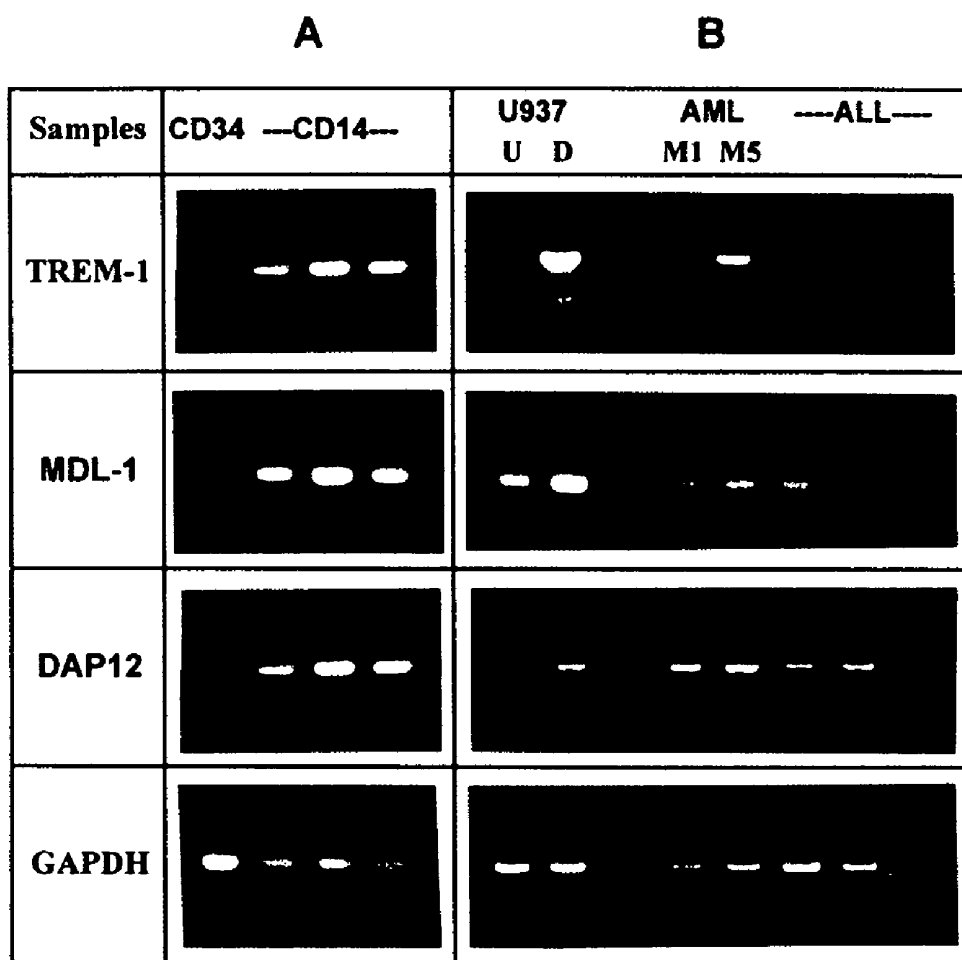 A B
Samples CD34 ---CD14--- U937 AML ----ALL----
U D M1 M5
TREM-1
MDL-1
DAP12
GAPDH